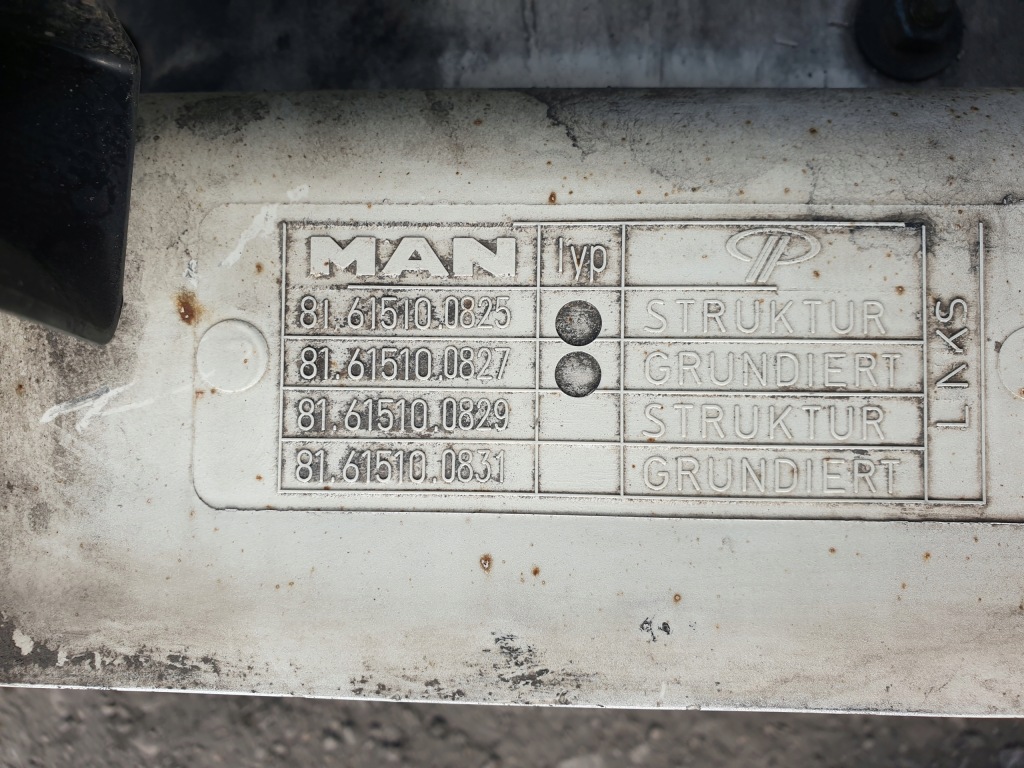 MAN Typ
81.61510.0825 STRUKTUR
81.61510.0827 GRUNDIERT
81.61510.0829 STRUKTUR
81.61510.0831 GRUNDIERT
LINKS